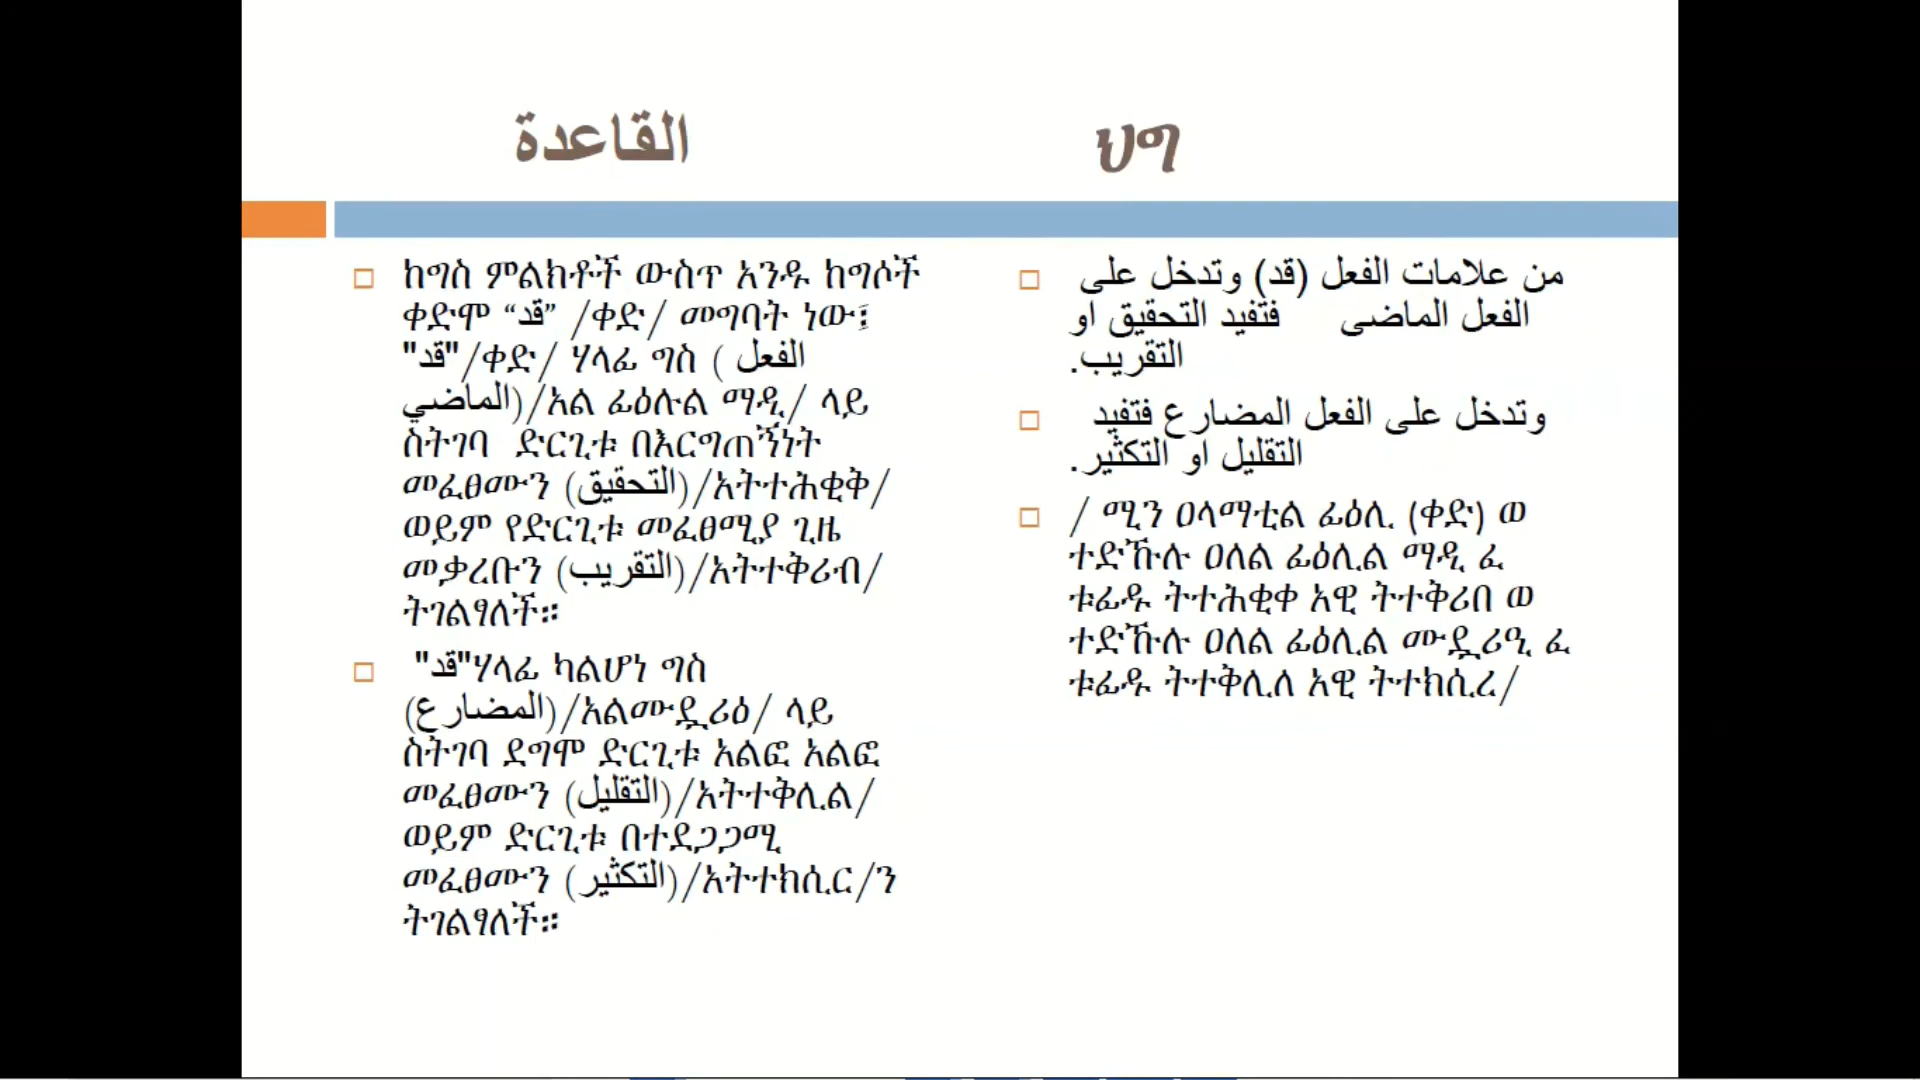 القاعدة
ህግ
ከግስ ምልክቶች ውስጥ አንዱ ከግሶች
ቀድሞ “قد” /ቀድ/ መግባት ነው፤
"قد"/ቀድ/ ሃላፊ ግስ ( الفعل
الماضي)/አል ፊዕሉል ማዲ/ ላይ
ስትገባ ድርጊቱ በእርግጠኝነት
መፈፀሙን (التحقيق)/አትተሕቂቅ/
ወይም የድርጊቱ መፈፀሚያ ጊዜ
መቃረቡን (التقريب)/አትተቅሪብ/
ትገልፃለች።
"قد"ሃላፊ ካልሆነ ግስ
(المضارع)/አልሙዷሪዕ/ ላይ
ስትገባ ደግሞ ድርጊቱ አልፎ አልፎ
መፈፀሙን (التقليل)/አትተቅሊል/
ወይም ድርጊቱ በተደጋጋሚ
መፈፀሙን (التكثير)/አትተክሲር/ን
ትገልፃለች።
من علامات الفعل (قد) وتدخل على
الفعل الماضى فتفيد التحقيق او
التقريب.
وتدخل على الفعل المضارع فتفيد
التقليل او التكثير.
/ ሚን ዐላማቲል ፊዕሊ (ቀድ) ወ
ተድኹሉ ዐለል ፊዕሊል ማዲ ፈ
ቱፊዱ ትተሕቂቀ አዊ ትተቅሪበ ወ
ተድኹሉ ዐለል ፊዕሊል ሙዷሪዒ ፈ
ቱፊዱ ትተቅሊለ አዊ ትተክሲረ/